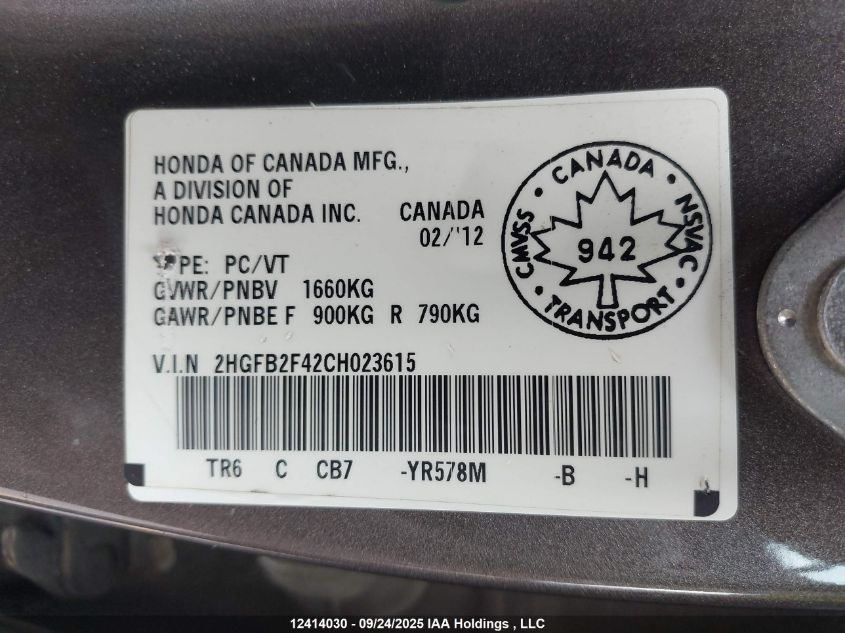 HONDA OF CANADA MFG.,
A DIVISION OF
HONDA CANADA INC. CANADA
02/'12
TYPE: PC/VT
GVWR/PNBV 1660KG
GAWR/PNBE F 900KG R 790KG
V.I.N 2HGFB2F42CH023615
TR6 C CB7 -YR578M -B -H
CANADA
CMVSS
NSVAC
942
TRANSPORT
12414030 - 09/24/2025 IAA Holdings , LLC